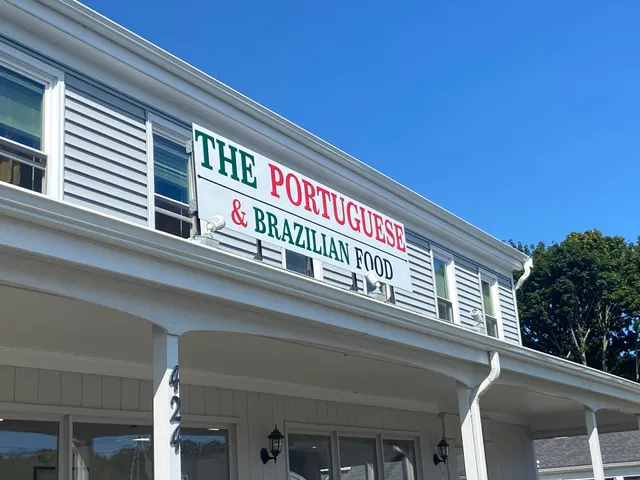 THE PORTUGUESE
& BRAZILIAN FOOD
424